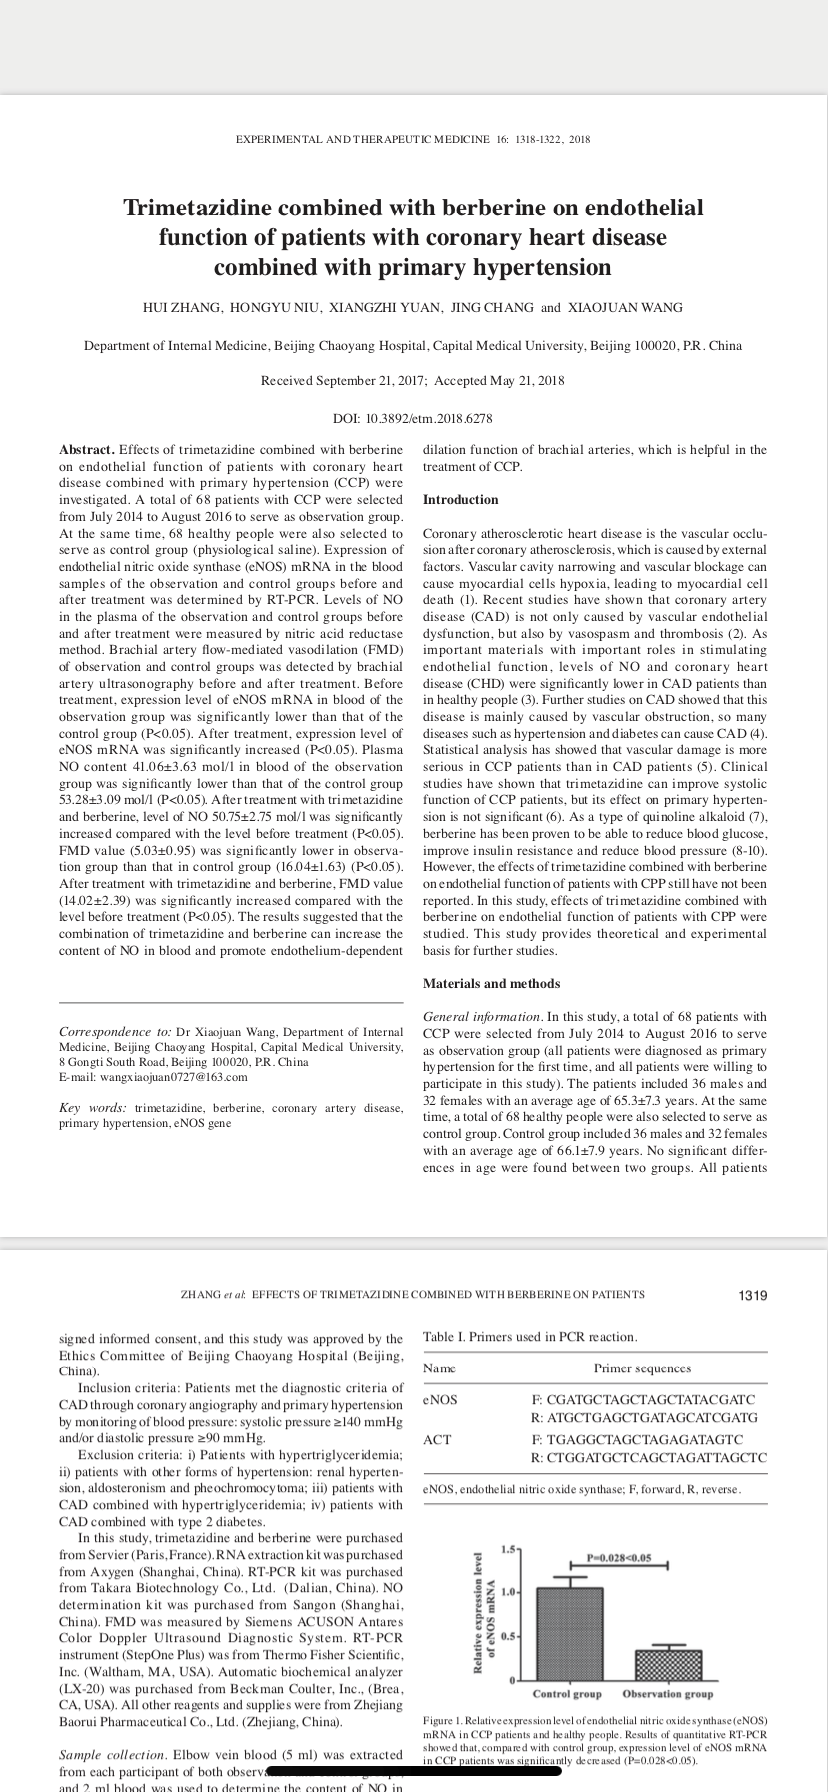 EXPERIMENTAL AND THERAPEUTIC MEDICINE 16: 1318-1322, 2018
Trimetazidine combined with berberine on endothelial
function of patients with coronary heart disease
combined with primary hypertension
HUI ZHANG, HONGYU NIU, XIANGZHI YUAN, JING CHANG and XIAOJUAN WANG
Department of Internal Medicine, Beijing Chaoyang Hospital, Capital Medical University, Beijing 100020, P.R. China
Received September 21, 2017; Accepted May 21, 2018
DOI: 10.3892/etm.2018.6278
Abstract. Effects of trimetazidine combined with berberine
on endothelial function of patients with coronary heart
disease combined with primary hypertension (CCP) were
investigated. A total of 68 patients with CCP were selected
from July 2014 to August 2016 to serve as observation group.
At the same time, 68 healthy people were also selected to
serve as control group (physiological saline). Expression of
endothelial nitric oxide synthase (eNOS) mRNA in the blood
samples of the observation and control groups before and
after treatment was determined by RT-PCR. Levels of NO
in the plasma of the observation and control groups before
and after treatment were measured by nitric acid reductase
method. Brachial artery flow-mediated vasodilation (FMD)
of observation and control groups was detected by brachial
artery ultrasonography before and after treatment. Before
treatment, expression level of eNOS mRNA in blood of the
observation group was significantly lower than that of the
control group (P<0.05). After treatment, expression level of
eNOS mRNA was significantly increased (P<0.05). Plasma
NO content 41.06±3.63 mol/l in blood of the observation
group was significantly lower than that of the control group
53.28±3.09 mol/l (P<0.05). After treatment with trimetazidine
and berberine, level of NO 50.75±2.75 mol/l was significantly
increased compared with the level before treatment (P<0.05).
FMD value (5.03±0.95) was significantly lower in observa-
tion group than that in control group (16.04±1.63) (P<0.05).
After treatment with trimetazidine and berberine, FMD value
(14.02±2.39) was significantly increased compared with the
level before treatment (P<0.05). The results suggested that the
combination of trimetazidine and berberine can increase the
content of NO in blood and promote endothelium-dependent
Correspondence to: Dr Xiaojuan Wang, Department of Internal
Medicine, Beijing Chaoyang Hospital, Capital Medical University,
8 Gongti South Road, Beijing 100020, P.R. China
E-mail: wangxiaojuan0727@163.com
Key words: trimetazidine, berberine, coronary artery disease,
primary hypertension, eNOS gene
dilation function of brachial arteries, which is helpful in the
treatment of CCP.
Introduction
Coronary atherosclerotic heart disease is the vascular occlu-
sion after coronary atherosclerosis, which is caused by external
factors. Vascular cavity narrowing and vascular blockage can
cause myocardial cells hypoxia, leading to myocardial cell
death (1). Recent studies have shown that coronary artery
disease (CAD) is not only caused by vascular endothelial
dysfunction, but also by vasospasm and thrombosis (2). As
important materials with important roles in stimulating
endothelial function, levels of NO and coronary heart
disease (CHD) were significantly lower in CAD patients than
in healthy people (3). Further studies on CAD showed that this
disease is mainly caused by vascular obstruction, so many
diseases such as hypertension and diabetes can cause CAD (4).
Statistical analysis has showed that vascular damage is more
serious in CCP patients than in CAD patients (5). Clinical
studies have shown that trimetazidine can improve systolic
function of CCP patients, but its effect on primary hyperten-
sion is not significant (6). As a type of quinoline alkaloid (7),
berberine has been proven to be able to reduce blood glucose,
improve insulin resistance and reduce blood pressure (8-10).
However, the effects of trimetazidine combined with berberine
on endothelial function of patients with CPP still have not been
reported. In this study, effects of trimetazidine combined with
berberine on endothelial function of patients with CPP were
studied. This study provides theoretical and experimental
basis for further studies.
Materials and methods
General information. In this study, a total of 68 patients with
CCP were selected from July 2014 to August 2016 to serve
as observation group (all patients were diagnosed as primary
hypertension for the first time, and all patients were willing to
participate in this study). The patients included 36 males and
32 females with an average age of 65.3±7.3 years. At the same
time, a total of 68 healthy people were also selected to serve as
control group. Control group included 36 males and 32 females
with an average age of 66.1±7.9 years. No significant differ-
ences in age were found between two groups. All patients
ZHANG et al: EFFECTS OF TRIMETAZIDINE COMBINED WITH BERBERINE ON PATIENTS
1319
signed informed consent, and this study was approved by the
Ethics Committee of Beijing Chaoyang Hospital (Beijing,
China).
Inclusion criteria: Patients met the diagnostic criteria of
CAD through coronary angiography and primary hypertension
by monitoring of blood pressure: systolic pressure ≥140 mmHg
and/or diastolic pressure ≥90 mmHg.
Exclusion criteria: i) Patients with hypertriglyceridemia;
ii) patients with other forms of hypertension: renal hyperten-
sion, aldosteronism and pheochromocytoma; iii) patients with
CAD combined with hypertriglyceridemia; iv) patients with
CAD combined with type 2 diabetes.
In this study, trimetazidine and berberine were purchased
from Servier (Paris, France). RNA extraction kit was purchased
from Axygen (Shanghai, China). RT-PCR kit was purchased
from Takara Biotechnology Co., Ltd. (Dalian, China). NO
determination kit was purchased from Sangon (Shanghai,
China). FMD was measured by Siemens ACUSON Antares
Color Doppler Ultrasound Diagnostic System. RT-PCR
instrument (StepOne Plus) was from Thermo Fisher Scientific,
Inc. (Waltham, MA, USA). Automatic biochemical analyzer
(LX-20) was purchased from Beckman Coulter, Inc., (Brea,
CA, USA). All other reagents and supplies were from Zhejiang
Baorui Pharmaceutical Co., Ltd. (Zhejiang, China).
Sample collection. Elbow vein blood (5 ml) was extracted
from each participant of both
and 2 ml blood was used to determine the content of NO in
Table I. Primers used in PCR reaction.
Name Primer sequences
eNOS F: CGATGCTAGCTAGCTATACGATC
R: ATGCTGAGCTGATAGCATCGATG
ACT F: TGAGGCTAGCTAGAGATAGTC
R: CTGGATGCTCAGCTAGATTAGCTC
eNOS, endothelial nitric oxide synthase; F, forward, R, reverse.
Relative expression level
of eNOS mRNA
1.5
1.0
0.5
0
P=0.028<0.05
Control group Observation group
Figure 1. Relative expression level of endothelial nitric oxide synthase (eNOS)
mRNA in CCP patients and healthy people. Results of quantitative RT-PCR
showed that, compared with control group, expression level of eNOS mRNA
in CCP patients was significantly decreased (P=0.028<0.05).